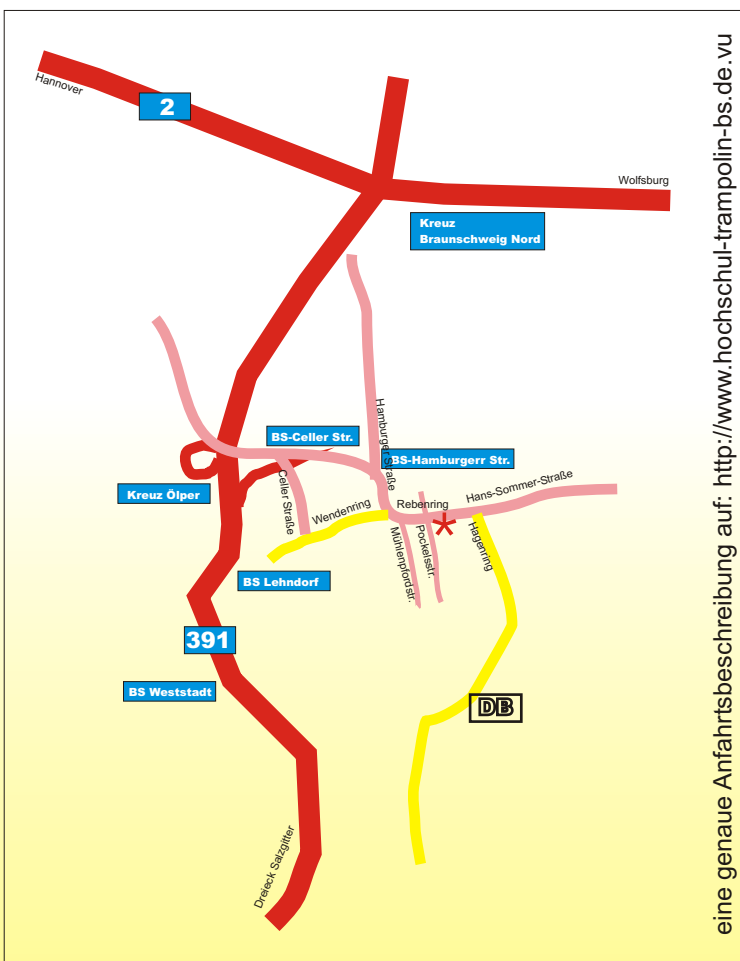 Hannover
2
Wolfsburg
Kreuz
Braunschweig Nord
Hamburger Straße
BS-Celler Str.
BS-Hamburgerr Str.
Kreuz Ölper
Celler Straße
Wendenring
Rebenring
Hans-Sommer-Straße
Mühlenpfordstr.
Pockelsstr.
Hagenring
BS Lehndorf
391
BS Weststadt
DB
Dreieck Salzgitter
eine genaue Anfahrtsbeschreibung auf: http://www.hochschul-trampolin-bs.de.vu